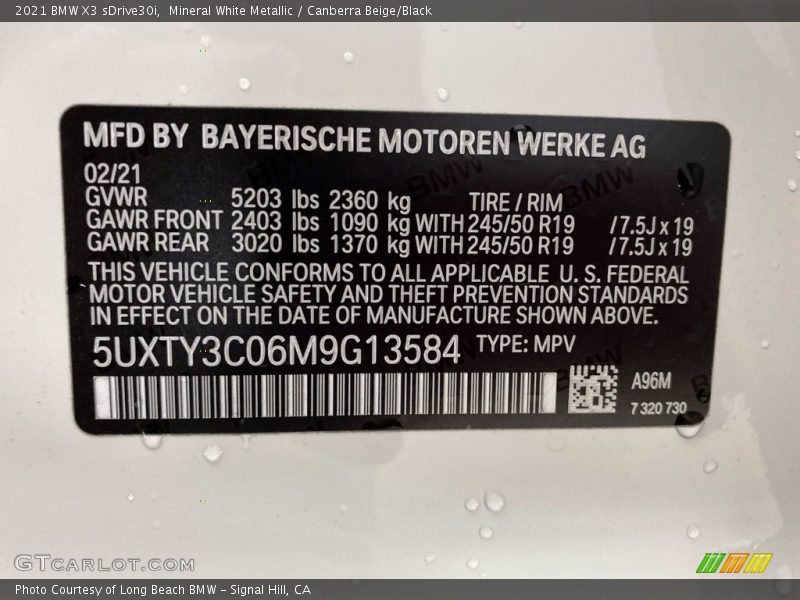 2021 BMW X3 sDrive30i,  Mineral White Metallic / Canberra Beige/Black
MFD BY BAYERISCHE MOTOREN WERKE AG
02/21
GVWR 5203 lbs 2360 kg TIRE / RIM
GAWR FRONT 2403 lbs 1090 kg WITH 245/50 R19 /7.5J x 19
GAWR REAR 3020 lbs 1370 kg WITH 245/50 R19 /7.5J x 19
THIS VEHICLE CONFORMS TO ALL APPLICABLE U. S. FEDERAL
MOTOR VEHICLE SAFETY AND THEFT PREVENTION STANDARDS
IN EFFECT ON THE DATE OF MANUFACTURE SHOWN ABOVE.
5UXTY3C06M9G13584 TYPE: MPV
A96M
7 320 730
GTCARLOT.COM
Photo Courtesy of Long Beach BMW - Signal Hill, CA